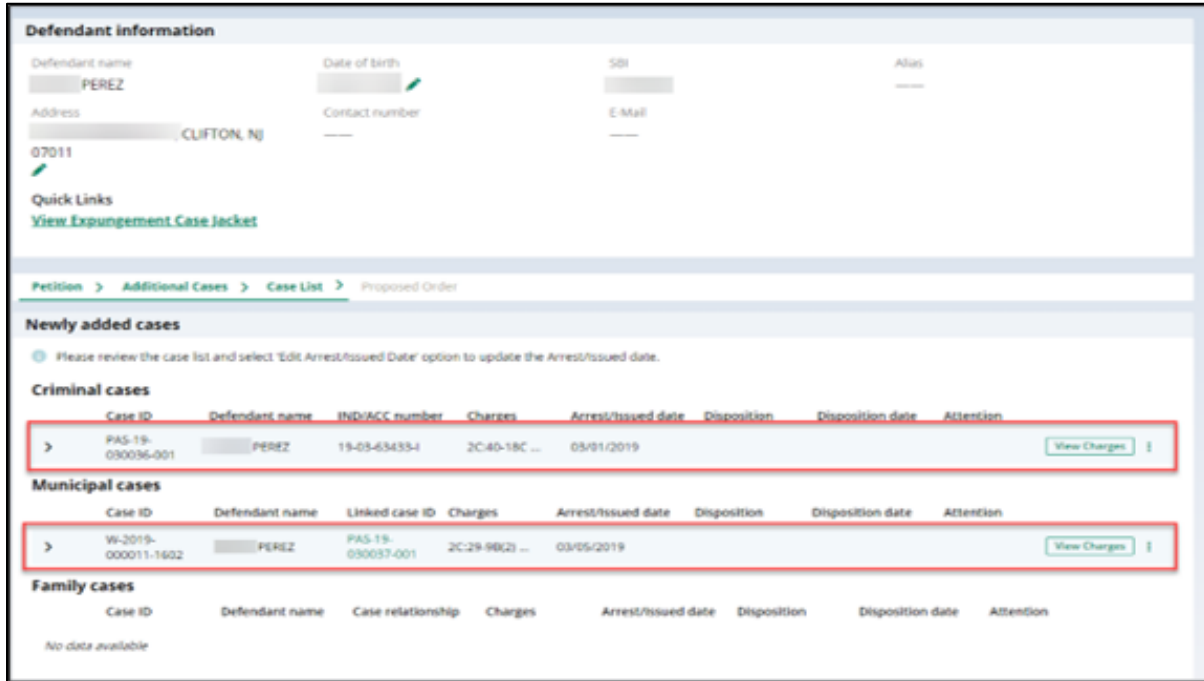 Defendant information
Defendant name Date of birth SBI Alias
PEREZ —— 
Address Contact number E-Mail
, CLIFTON, NJ —— ——
07011
Quick Links
View Expungement Case Jacket
Petition > Additional Cases > Case List > Proposed Order
Newly added cases
Please review the case list and select 'Edit Arrest/Issued Date' option to update the Arrest/Issued date.
Criminal cases
Case ID Defendant name IND/ACC number Charges Arrest/Issued date Disposition Disposition date Attention
PAS-19- PEREZ 19-03-63433-I 2C:40-18C ... 03/01/2019 View Charges
030036-001
Municipal cases
Case ID Defendant name Linked case ID Charges Arrest/Issued date Disposition Disposition date Attention
W-2019- PEREZ PAS-19- 2C:29-9B(2) ... 03/05/2019 View Charges
000011-1602 030037-001
Family cases
Case ID Defendant name Case relationship Charges Arrest/Issued date Disposition Disposition date Attention
No data available